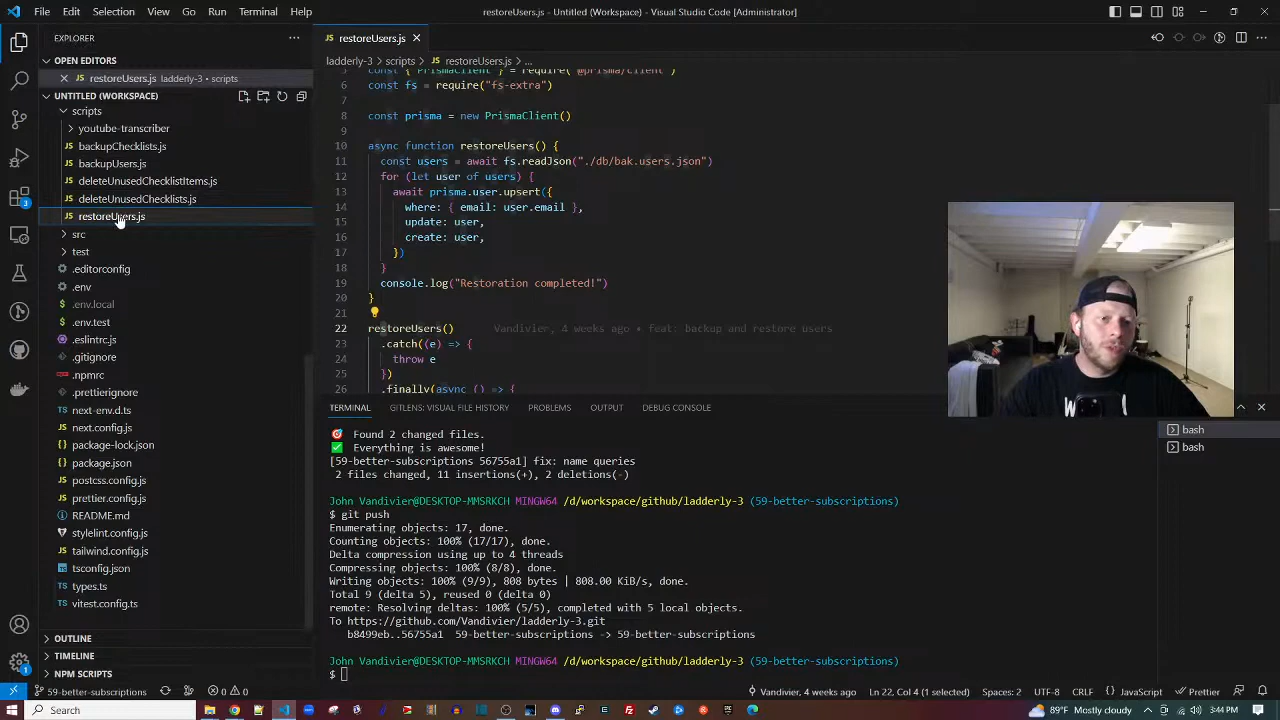 File Edit Selection View Go Run Terminal Help
restoreUsers.js - Untitled (Workspace) - Visual Studio Code [Administrator]
EXPLORER
OPEN EDITORS
restoreUsers.js ladderly-3 • scripts
UNTITLED (WORKSPACE)
scripts
youtube-transcriber
backupChecklists.js
backupUsers.js
deleteUnusedChecklistItems.js
deleteUnusedChecklists.js
restoreUsers.js
src
test
.editorconfig
.env
.env.local
.env.test
.eslintrc.js
.gitignore
.npmrc
.prettierignore
next-env.d.ts
next.config.js
package-lock.json
package.json
postcss.config.js
prettier.config.js
README.md
stylelint.config.js
tailwind.config.js
tsconfig.json
types.ts
vitest.config.ts
OUTLINE
TIMELINE
NPM SCRIPTS
restoreUsers.js
ladderly-3 > scripts > restoreUsers.js > ...
5 const { PrismaClient } = require("@prisma/client")
6 const fs = require("fs-extra")
7
8 const prisma = new PrismaClient()
9
10 async function restoreUsers() {
11 const users = await fs.readJson("./db/bak.users.json")
12 for (let user of users) {
13 await prisma.user.upsert({
14 where: { email: user.email },
15 update: user,
16 create: user,
17 })
18 }
19 console.log("Restoration completed!")
20 }
21
22 restoreUsers() Vandivier, 4 weeks ago • feat: backup and restore users
23 .catch((e) => {
24 throw e
25 })
26 .finally(async () => {
TERMINAL GITLENS: VISUAL FILE HISTORY PROBLEMS OUTPUT DEBUG CONSOLE
bash
bash
🎯 Found 2 changed files.
✅ Everything is awesome!
[59-better-subscriptions 56755a1] fix: name queries
2 files changed, 11 insertions(+), 2 deletions(-)
John Vandivier@DESKTOP-MMSRKCH MINGW64 /d/workspace/github/ladderly-3 (59-better-subscriptions)
$ git push
Enumerating objects: 17, done.
Counting objects: 100% (17/17), done.
Delta compression using up to 4 threads
Compressing objects: 100% (8/8), done.
Writing objects: 100% (9/9), 808 bytes | 808.00 KiB/s, done.
Total 9 (delta 5), reused 0 (delta 0)
remote: Resolving deltas: 100% (5/5), completed with 5 local objects.
To https://github.com/Vandivier/ladderly-3.git
b8499eb..56755a1 59-better-subscriptions -> 59-better-subscriptions
John Vandivier@DESKTOP-MMSRKCH MINGW64 /d/workspace/github/ladderly-3 (59-better-subscriptions)
$
3
1
59-better-subscriptions 0 0 Vandivier, 4 weeks ago Ln 22, Col 4 (1 selected) Spaces: 2 UTF-8 CRLF JavaScript Prettier
Search 89°F Mostly cloudy 3:44 PM